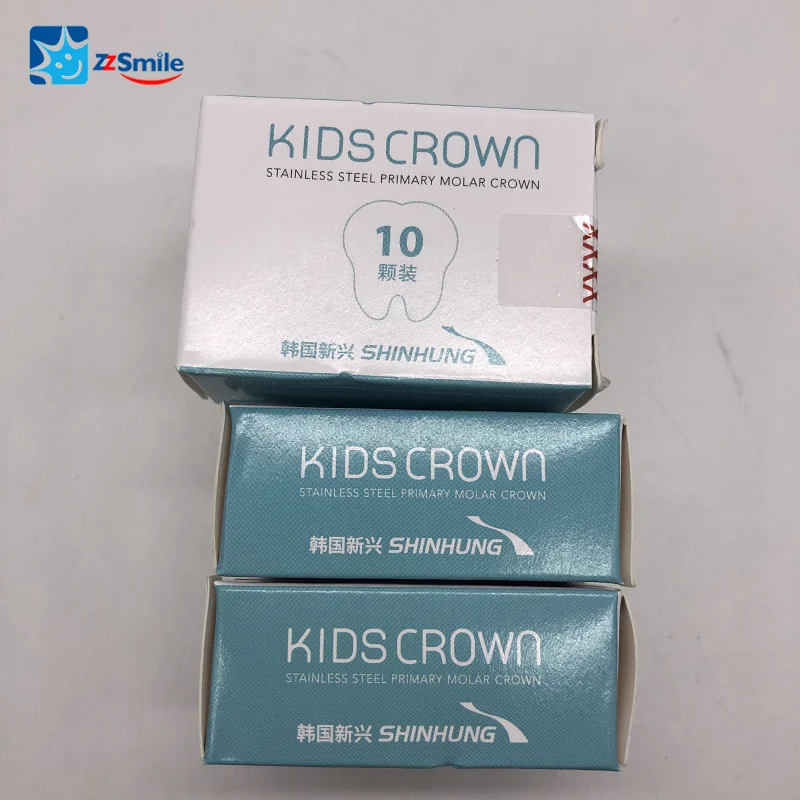 ZZSmile
KIDS CROWN
STAINLESS STEEL PRIMARY MOLAR CROWN
10
颗装
韩国新兴 SHINHUNG
KIDS CROWN
STAINLESS STEEL PRIMARY MOLAR CROWN
韩国新兴 SHINHUNG
KIDS CROWN
STAINLESS STEEL PRIMARY MOLAR CROWN
韩国新兴 SHINHUNG